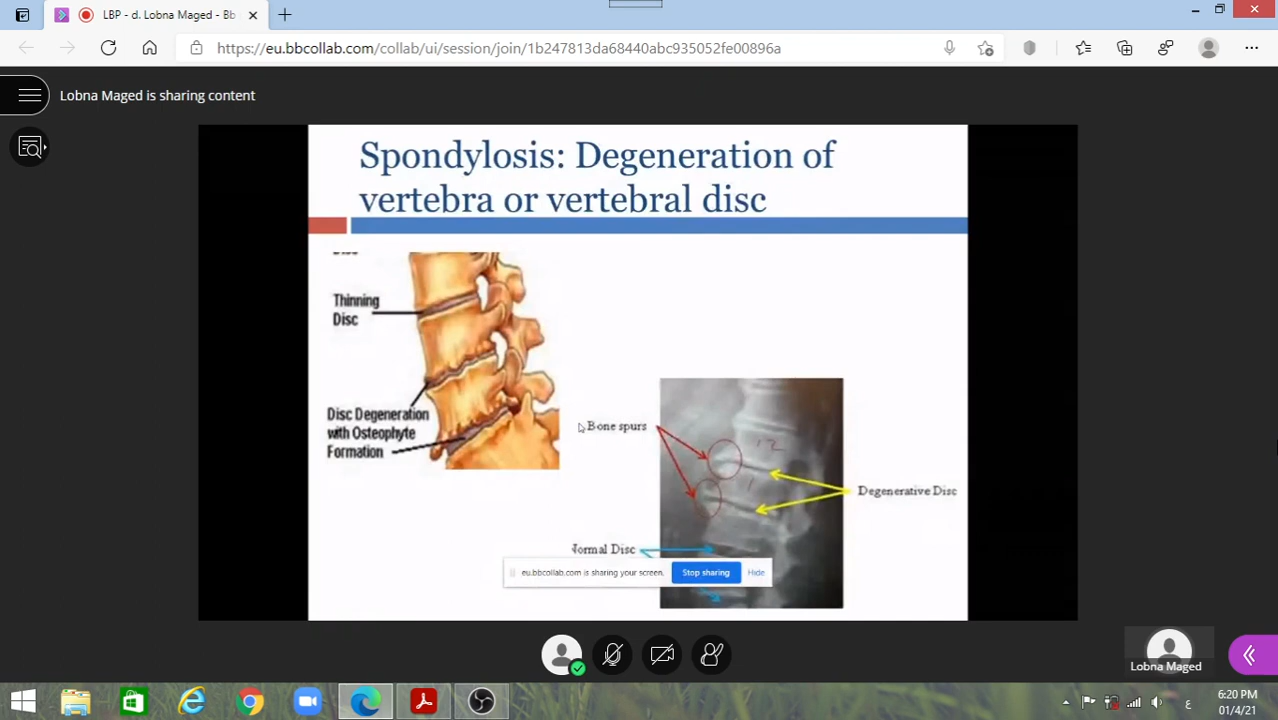 LBP - d. Lobna Maged - Bb
https://eu.bbcollab.com/collab/ui/session/join/1b247813da68440abc935052fe00896a
Lobna Maged is sharing content
Spondylosis: Degeneration of
vertebra or vertebral disc
Thinning
Disc
Disc Degeneration
with Osteophyte
Formation
Bone spurs
12
Degenerative Disc
Normal Disc
eu.bbcollab.com is sharing your screen.
Stop sharing
Hide
Lobna Maged
6:20 PM
ع
01/4/21